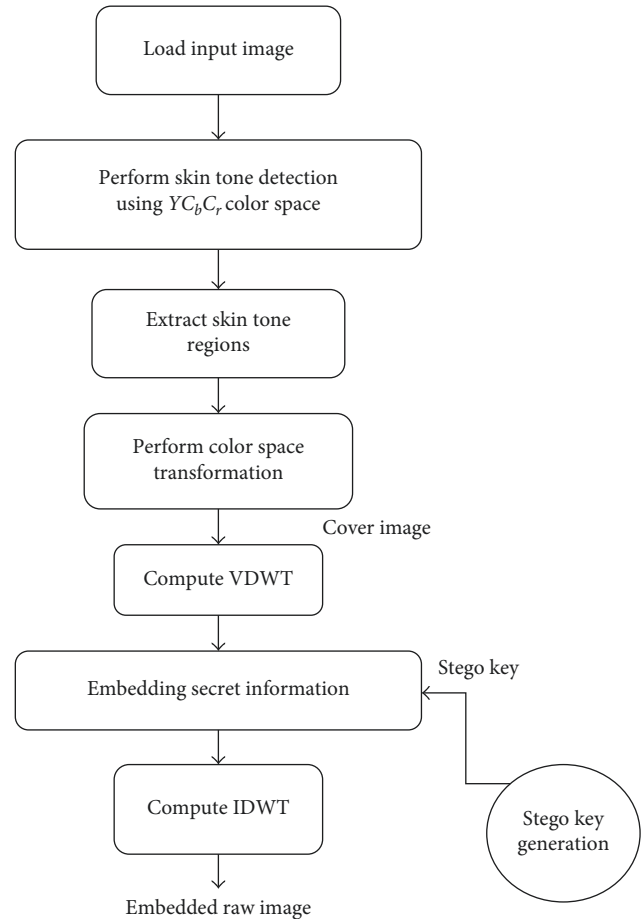 Load input image
Perform skin tone detection
using YCbCr color space
Extract skin tone
regions
Perform color space
transformation
Cover image
Compute VDWT
Stego key
Embedding secret information
Compute IDWT
Stego key
generation
Embedded raw image